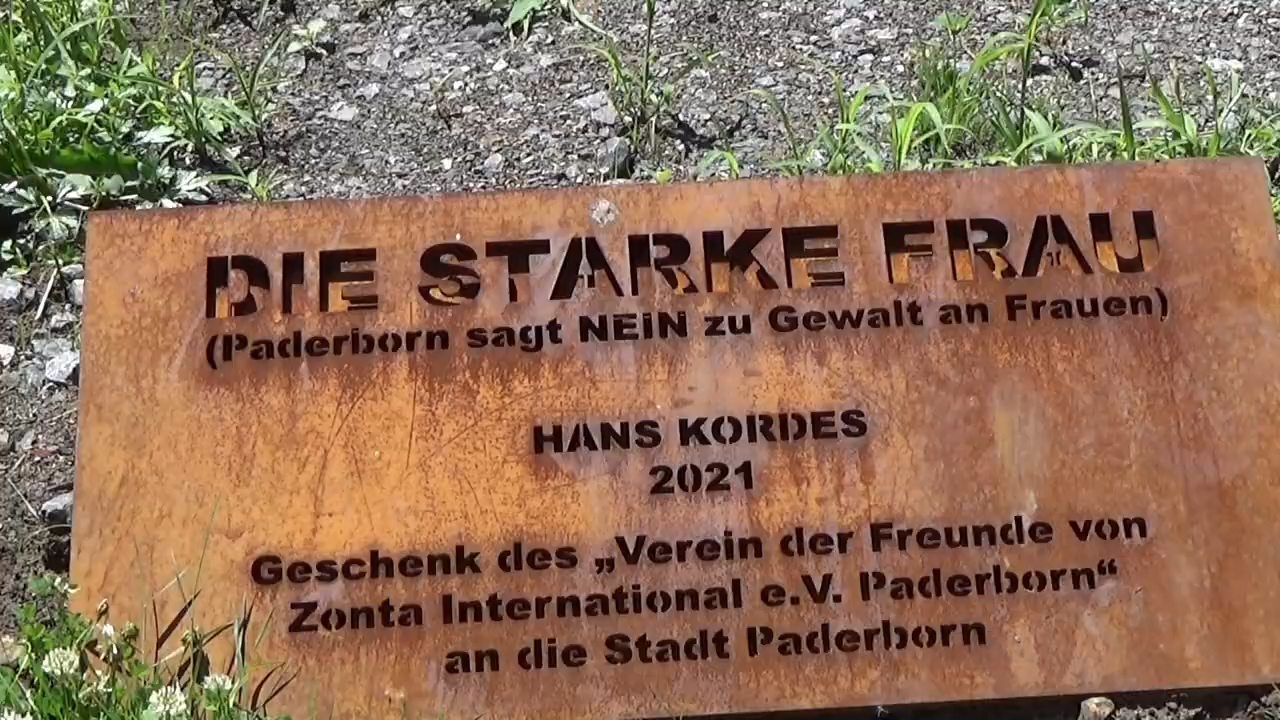 DIE STARKE FRAU
(Paderborn sagt NEIN zu Gewalt an Frauen)
HANS KORDES
2021
Geschenk des „Verein der Freunde von
Zonta International e.V. Paderborn“
an die Stadt Paderborn